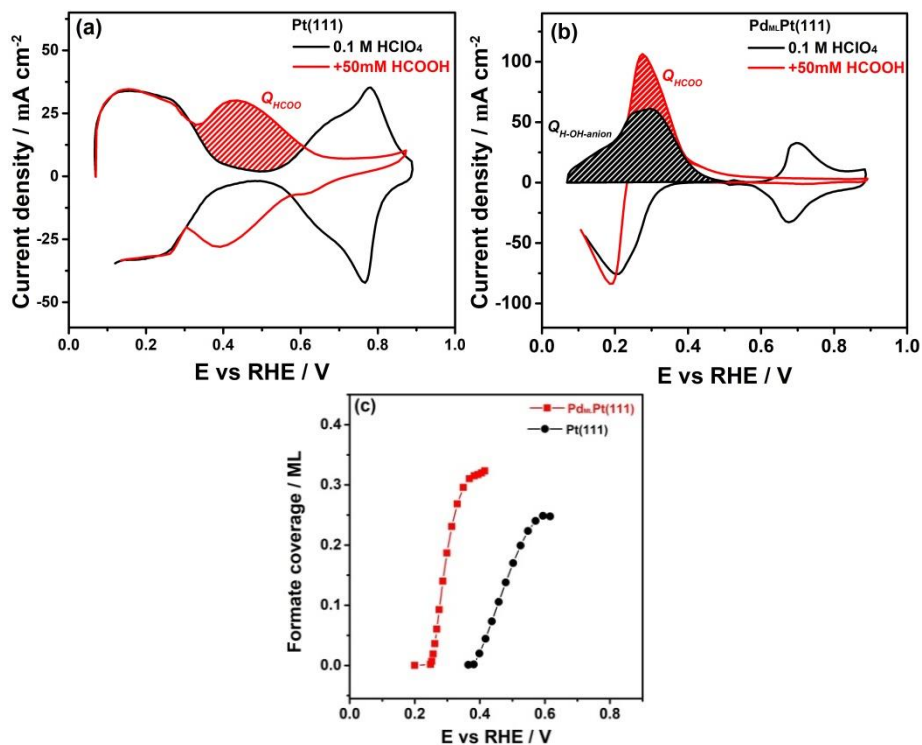 (a)
Pt(111)
0.1 M HClO₄
+50mM HCOOH
Q_HCOO
Current density / mA cm⁻²
50
25
0
-25
-50
0.0 0.2 0.4 0.6 0.8 1.0
E vs RHE / V
(b)
Pd_MLPt(111)
0.1 M HClO₄
+50mM HCOOH
Q_HCOO
Q_H-OH-anion
Current density / mA cm⁻²
100
50
0
-50
-100
0.0 0.2 0.4 0.6 0.8 1.0
E vs RHE / V
(c)
Pd_MLPt(111)
Pt(111)
Formate coverage / ML
0.4
0.3
0.2
0.1
0.0
0.0 0.2 0.4 0.6 0.8
E vs RHE / V